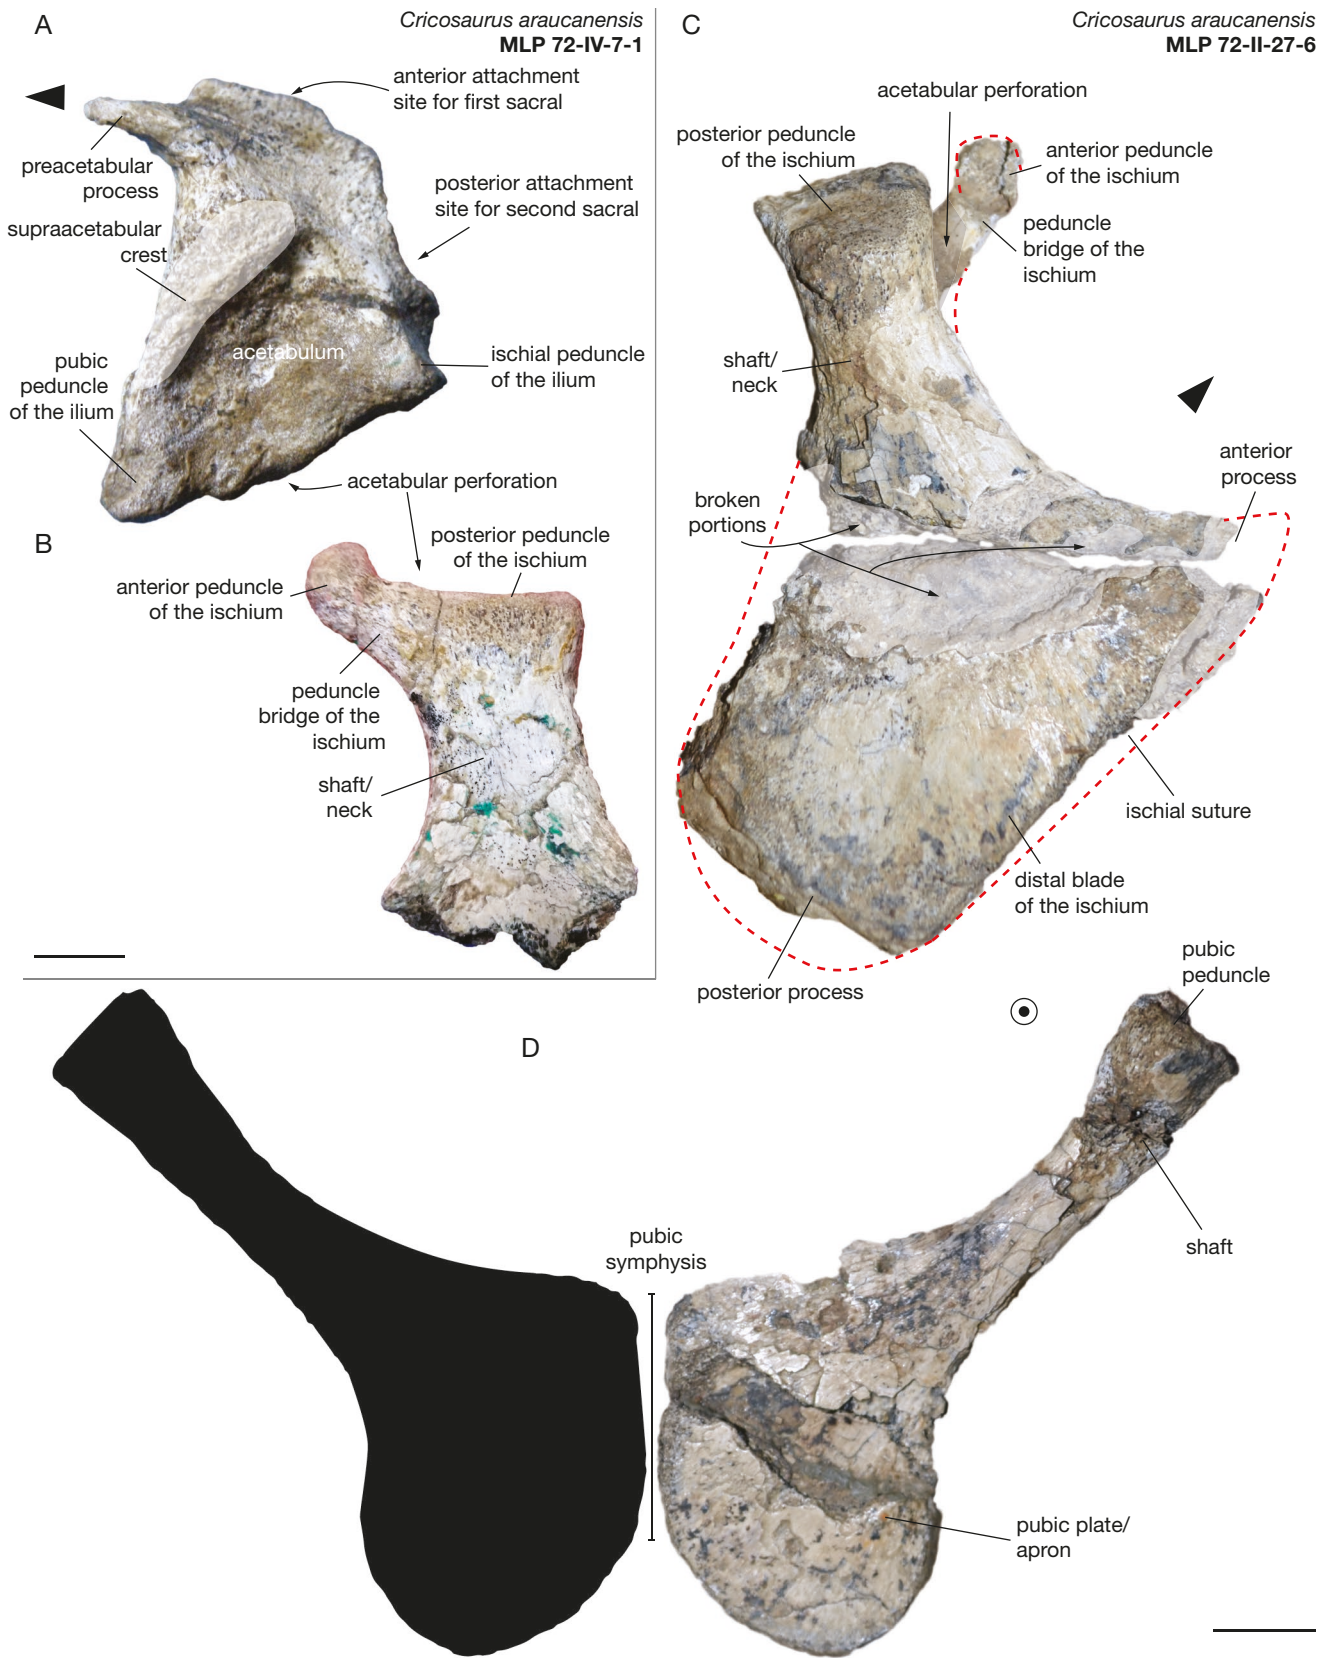 A
Cricosaurus araucanensis
MLP 72-IV-7-1
anterior attachment
site for first sacral
preacetabular
process
posterior attachment
site for second sacral
supraacetabular
crest
acetabulum
ischial peduncle
of the ilium
pubic
peduncle
of the ilium
acetabular perforation
B
posterior peduncle
of the ischium
anterior peduncle
of the ischium
peduncle
bridge of the
ischium
shaft/
neck
C
Cricosaurus araucanensis
MLP 72-II-27-6
acetabular perforation
posterior peduncle
of the ischium
anterior peduncle
of the ischium
peduncle
bridge of the
ischium
shaft/
neck
anterior
process
broken
portions
ischial suture
distal blade
of the ischium
posterior process
D
pubic
peduncle
shaft
pubic
symphysis
pubic plate/
apron